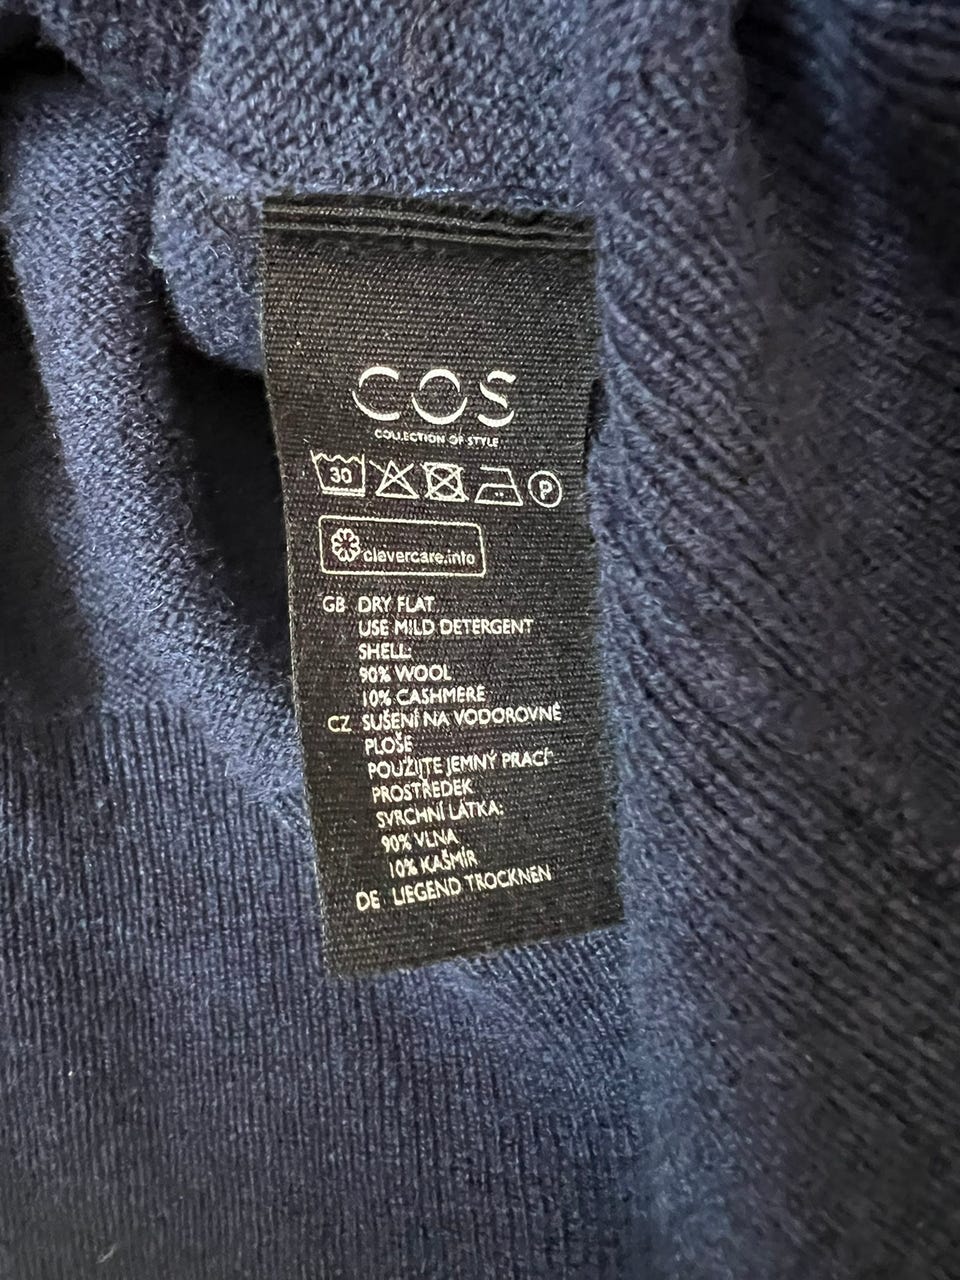 COS
COLLECTION OF STYLE
30
P
clevercare.info
GB DRY FLAT
USE MILD DETERGENT
SHELL:
90% WOOL
10% CASHMERE
CZ SUŠENÍ NA VODOROVNÉ
PLOŠE
POUŽIJTE JEMNÝ PRACÍ
PROSTŘEDEK
SVRCHNÍ LÁTKA:
90% VLNA
10% KAŠMÍR
DE LIEGEND TROCKNEN